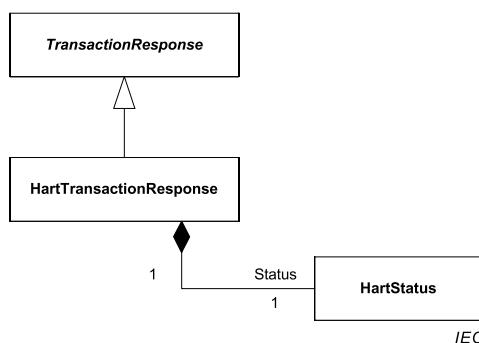 TransactionResponse
HartTransactionResponse
1
Status
1
HartStatus
IEC